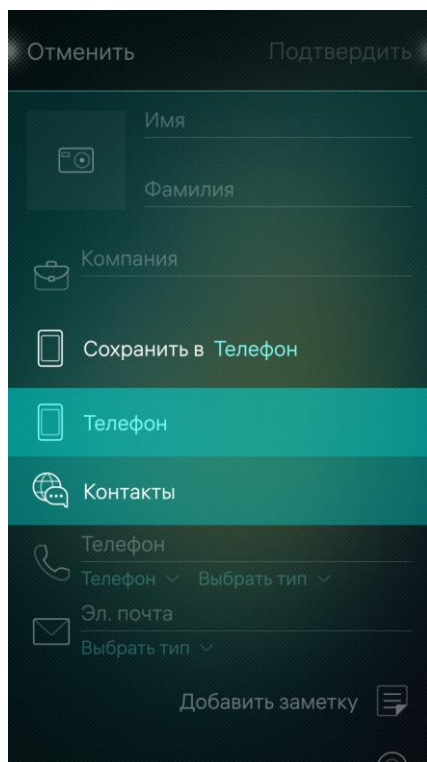 Отменить Подтвердить
Имя
Фамилия
Компания
Сохранить в Телефон
Телефон
Контакты
Телефон
Телефон Выбрать тип
Эл. почта
Выбрать тип
Добавить заметку